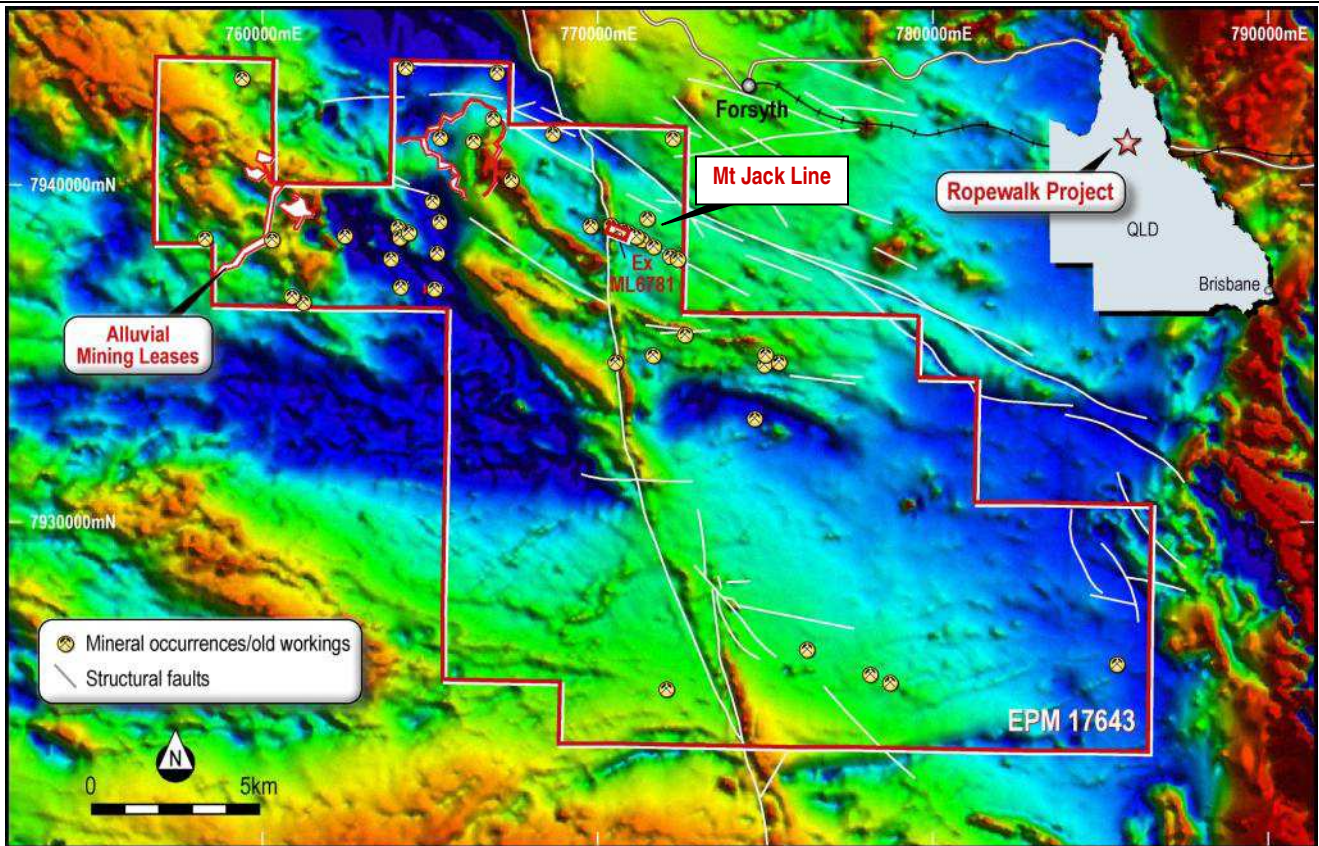 760000mE
770000mE
780000mE
790000mE
Forsyth
7940000mN
Mt Jack Line
Ropewalk Project
QLD
Brisbane
Ex
ML6781
Alluvial
Mining Leases
7930000mN
Mineral occurrences/old workings
Structural faults
EPM 17643
N
0
5km